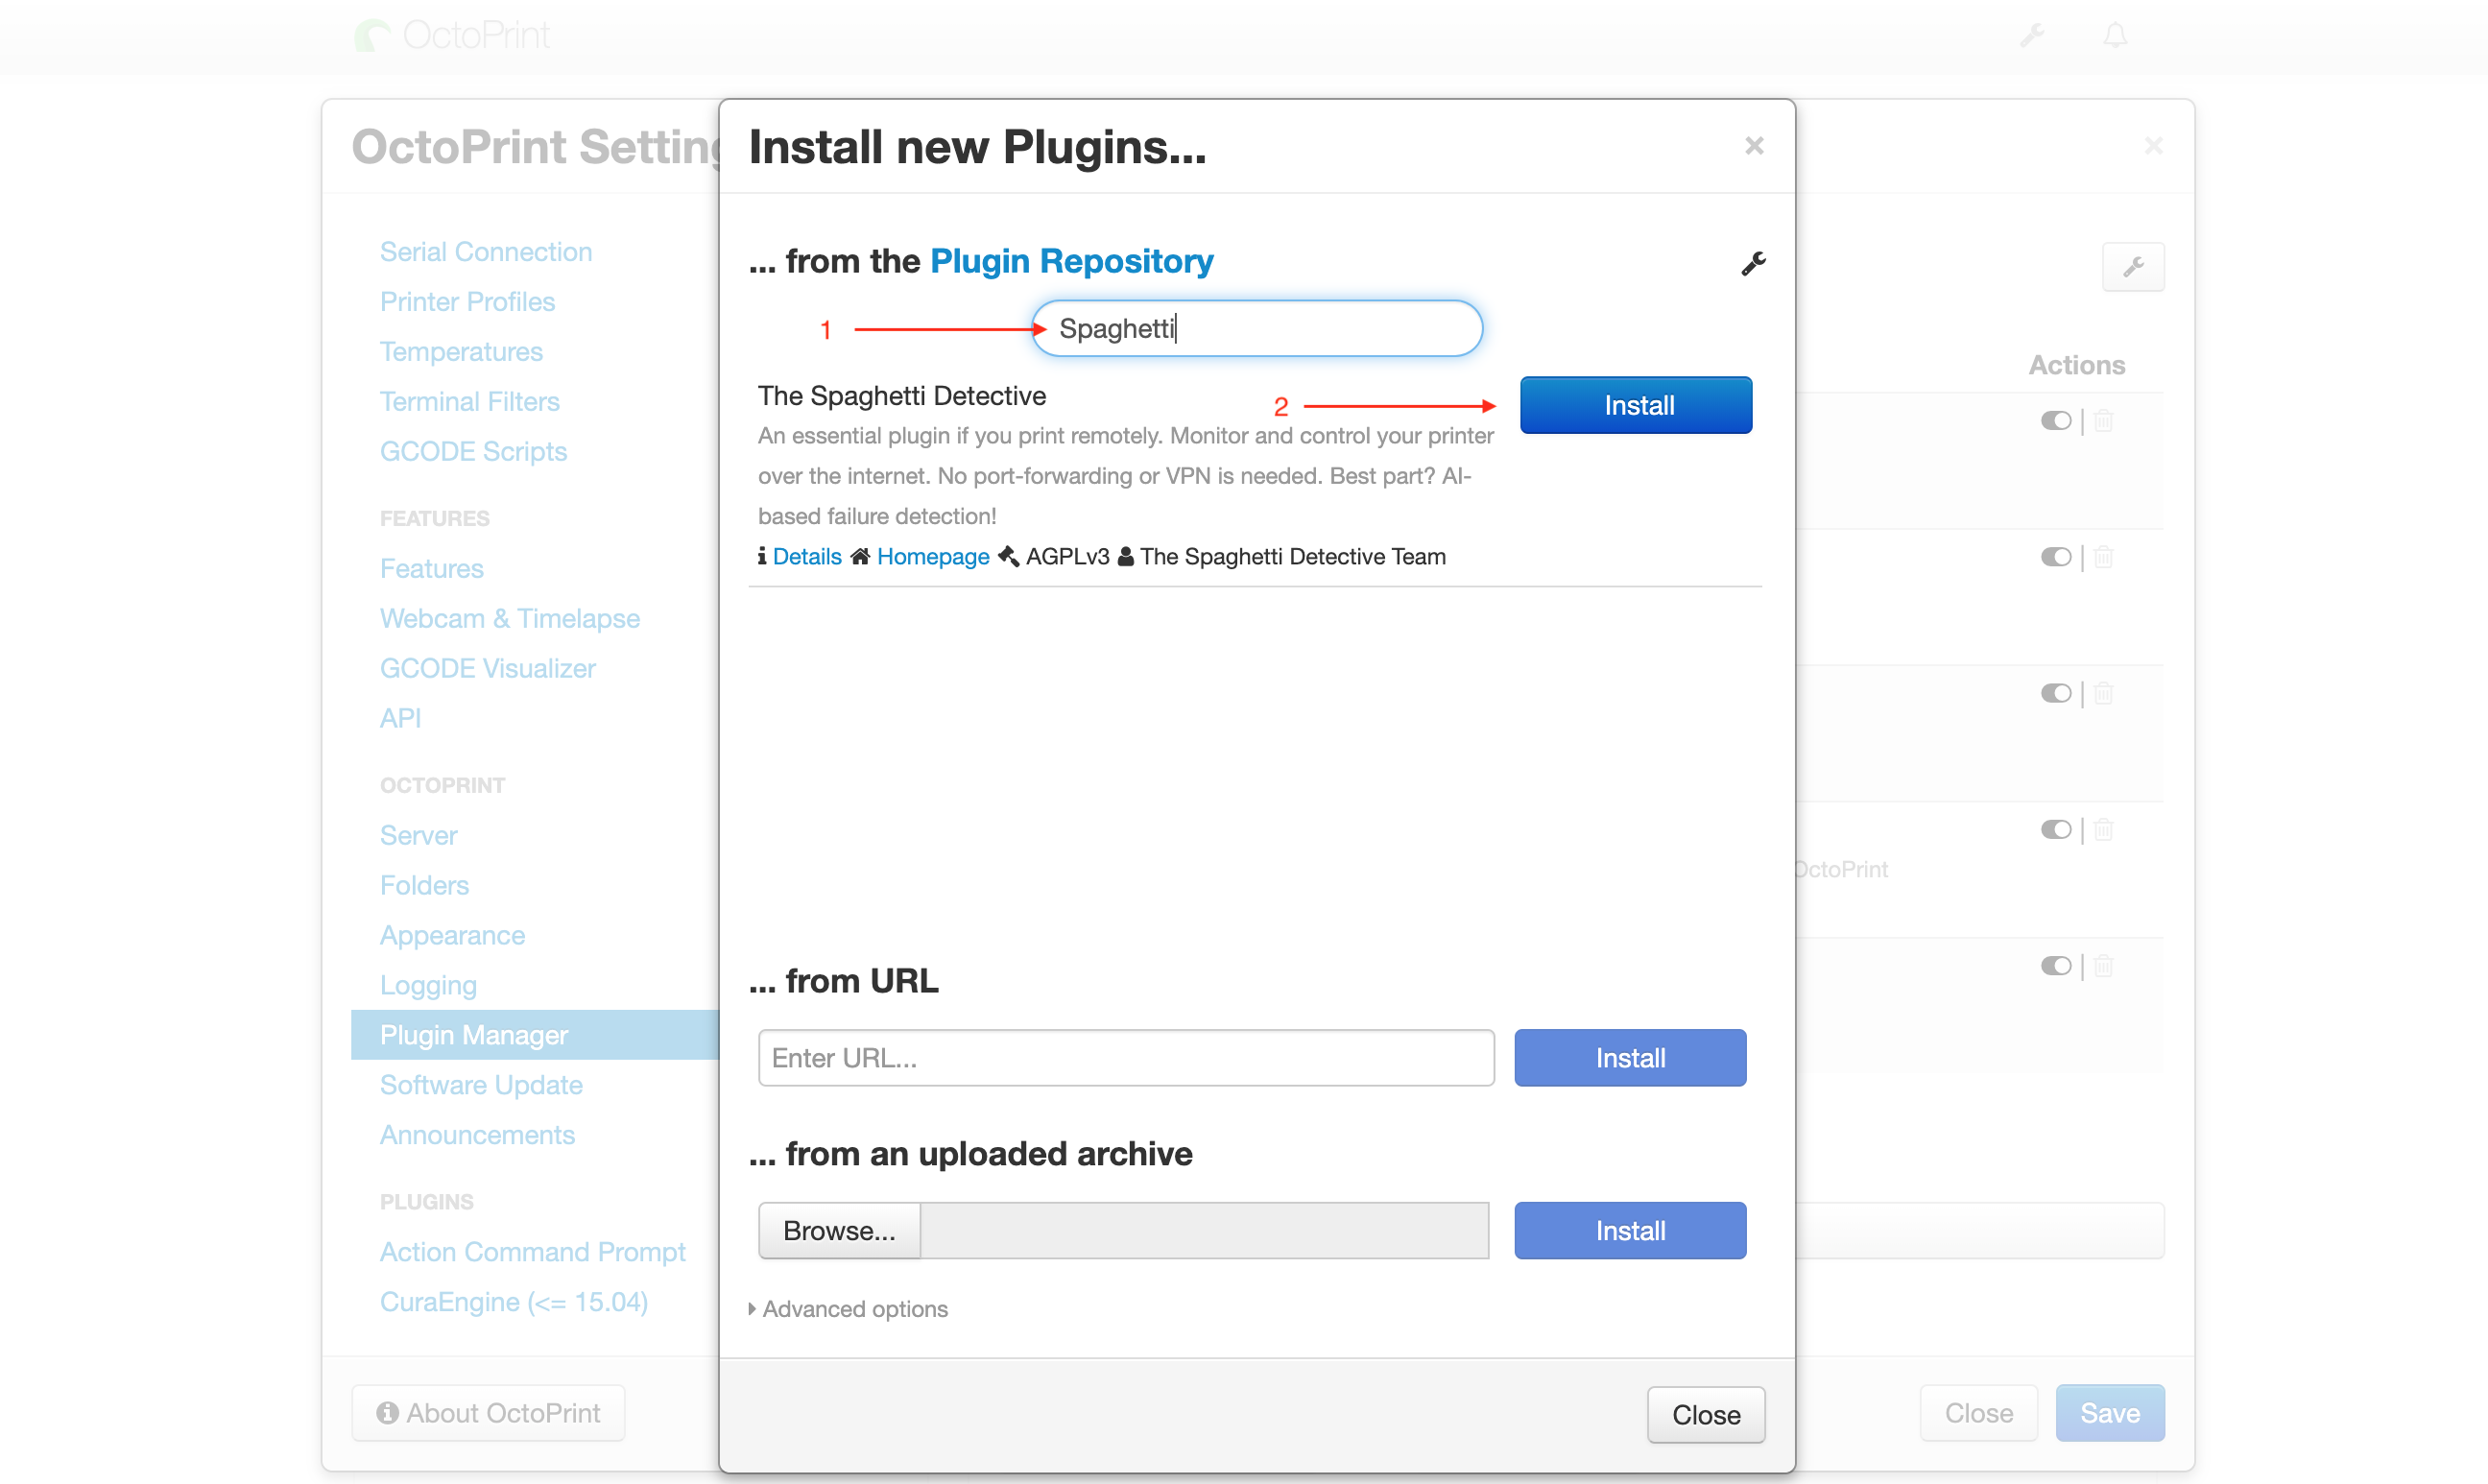 OctoPrint
OctoPrint Setting
Install new Plugins...
×
×
Serial Connection
Printer Profiles
Temperatures
Terminal Filters
GCODE Scripts
FEATURES
Features
Webcam & Timelapse
GCODE Visualizer
API
OCTOPRINT
Server
Folders
Appearance
Logging
Plugin Manager
Software Update
Announcements
PLUGINS
Action Command Prompt
CuraEngine (<= 15.04)
About OctoPrint
... from the Plugin Repository
1
Spaghetti
The Spaghetti Detective
2
Install
An essential plugin if you print remotely. Monitor and control your printer
over the internet. No port-forwarding or VPN is needed. Best part? AI-
based failure detection!
Details Homepage AGPLv3 The Spaghetti Detective Team
... from URL
Enter URL...
Install
... from an uploaded archive
Browse...
Install
Advanced options
Close
Actions
|
|
|
|
OctoPrint
|
Close
Save